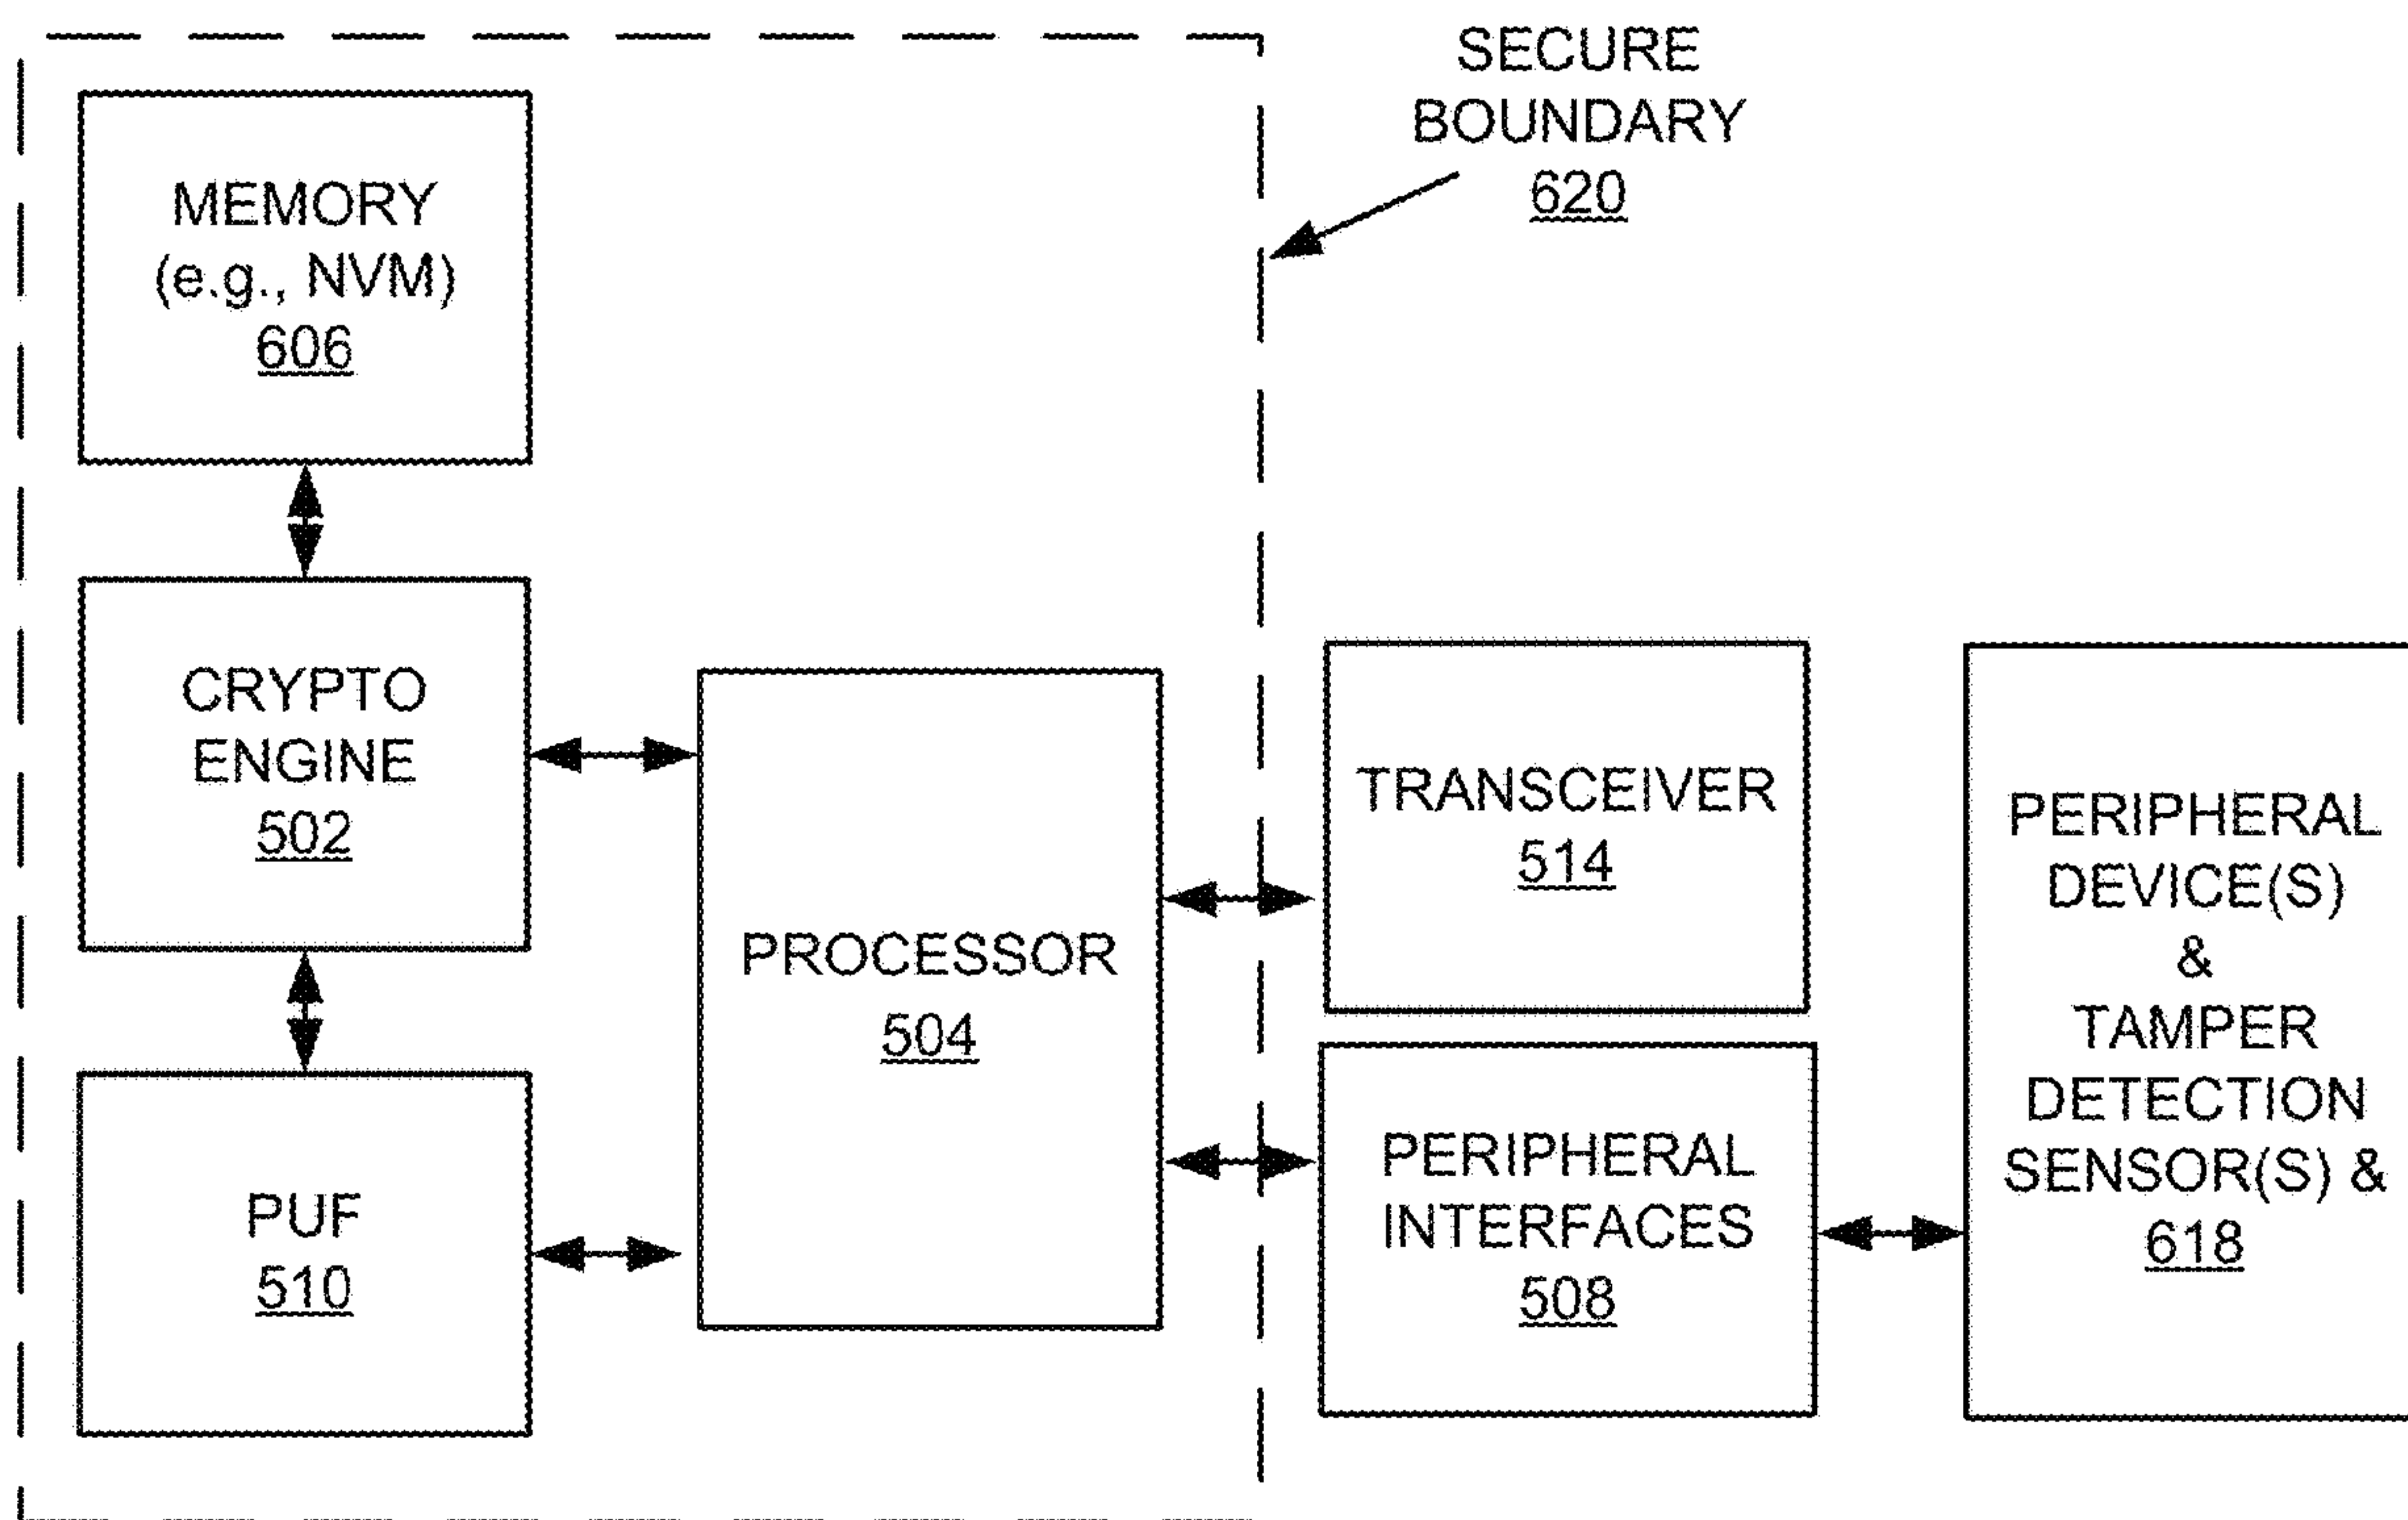 SECURE
BOUNDARY
620
MEMORY
(e.g., NVM)
606
CRYPTO
ENGINE
502
PUF
510
PROCESSOR
504
TRANSCEIVER
514
PERIPHERAL
INTERFACES
508
PERIPHERAL
DEVICE(S)
&
TAMPER
DETECTION
SENSOR(S) &
618